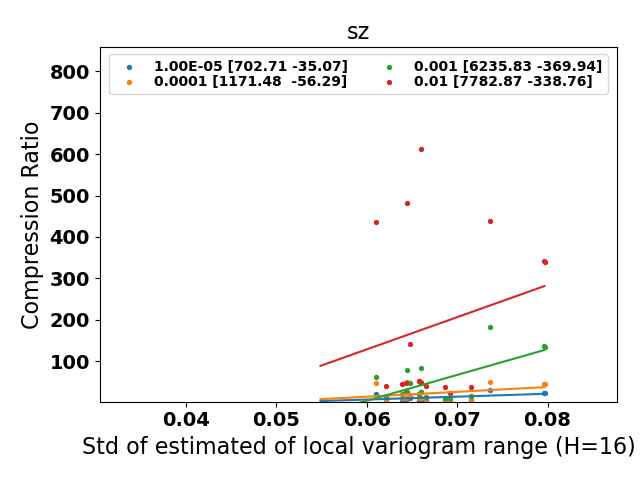 sz
1.00E-05 [702.71 -35.07]
0.0001 [1171.48  -56.29]
0.001 [6235.83 -369.94]
0.01 [7782.87 -338.76]
Compression Ratio
800
700
600
500
400
300
200
100
0.04 0.05 0.06 0.07 0.08
Std of estimated of local variogram range (H=16)